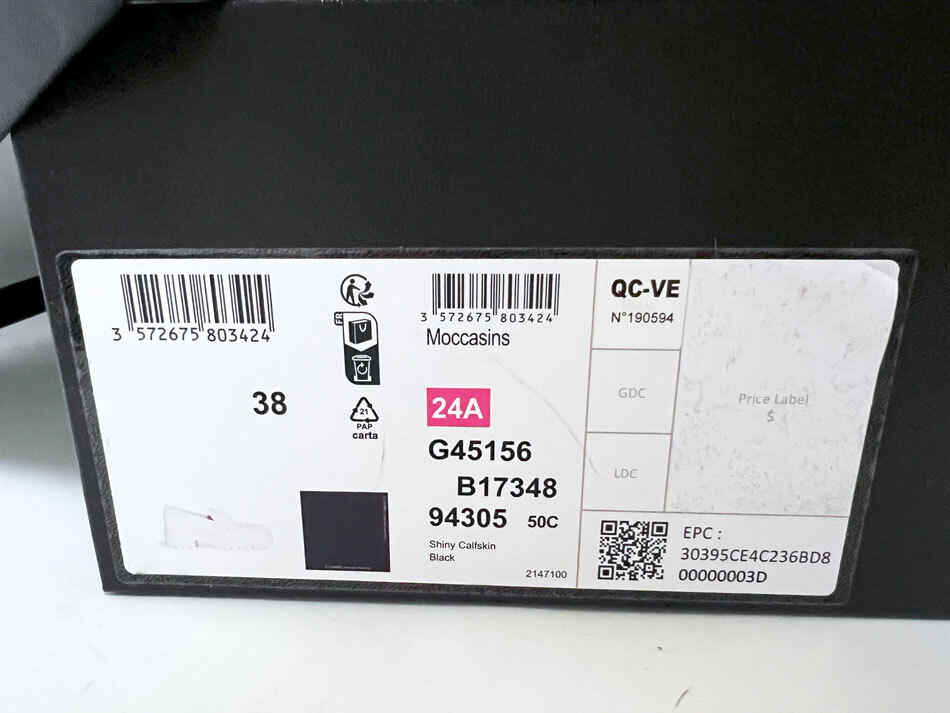 3 572675 803424
38
FR
21
PAP
carta
3 572675 803424
Moccasins
24A
G45156
B17348
94305 50C
Shiny Calfskin
Black
2147100
QC-VE
N°190594
GDC
LDC
Price Label
$
EPC :
30395CE4C236BD8
00000003D